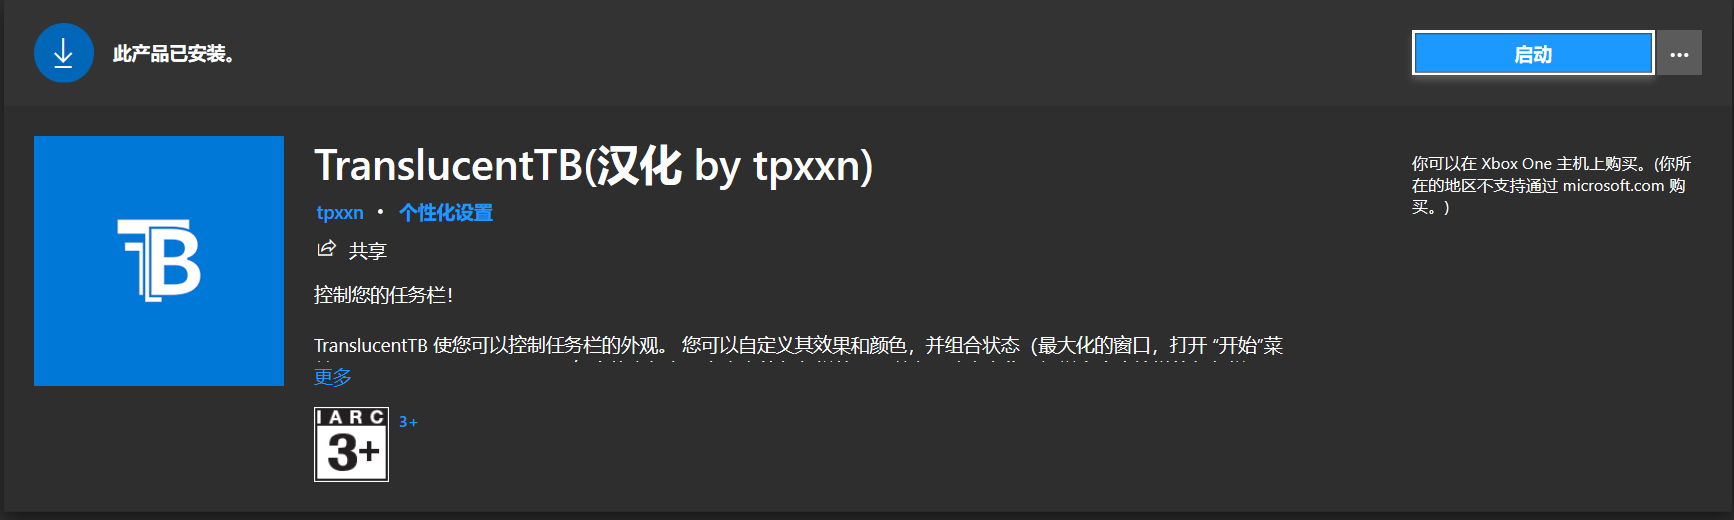 此产品已安装。
启动
...
TB
TranslucentTB(汉化 by tpxxn)
tpxxn • 个性化设置
共享
控制您的任务栏！
TranslucentTB 使您可以控制任务栏的外观。 您可以自定义其效果和颜色，并组合状态（最大化的窗口，打开 “开始”菜
更多
IARC
3+
3+
你可以在 Xbox One 主机上购买。(你所
在的地区不支持通过 microsoft.com 购
买。)